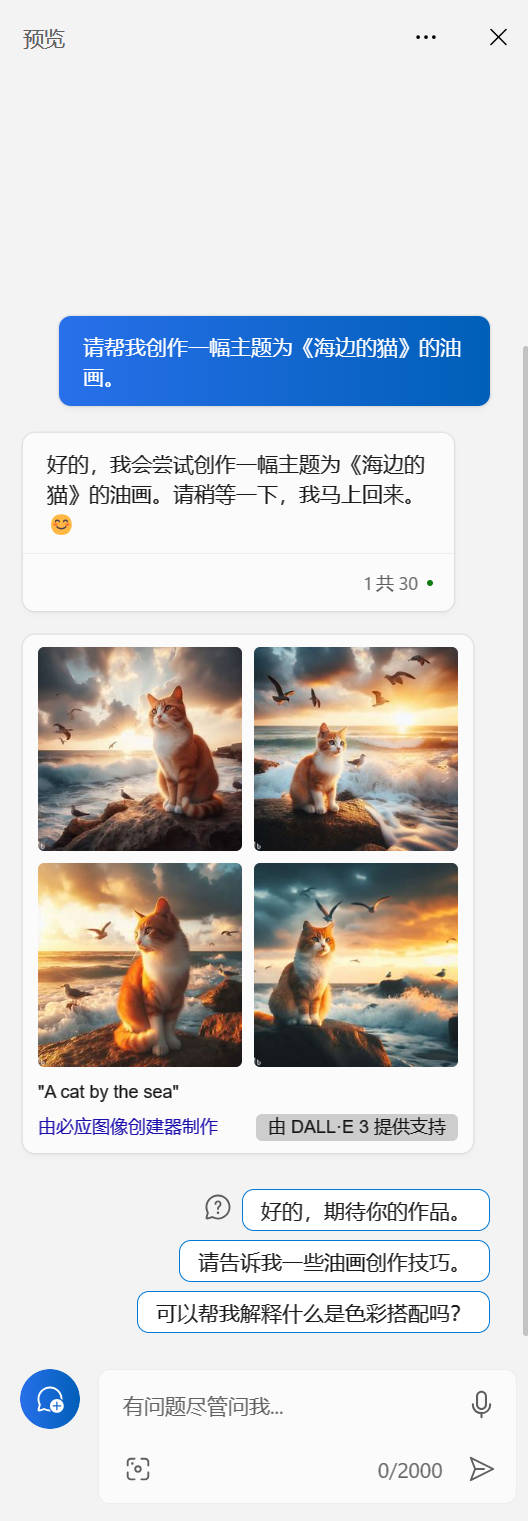 预览
请帮我创作一幅主题为《海边的猫》的油
画。
好的，我会尝试创作一幅主题为《海边的
猫》的油画。请稍等一下，我马上回来。
😊
1 共 30
"A cat by the sea"
由必应图像创建器制作
由 DALL·E 3 提供支持
好的，期待你的作品。
请告诉我一些油画创作技巧。
可以帮我解释什么是色彩搭配吗？
有问题尽管问我...
0/2000